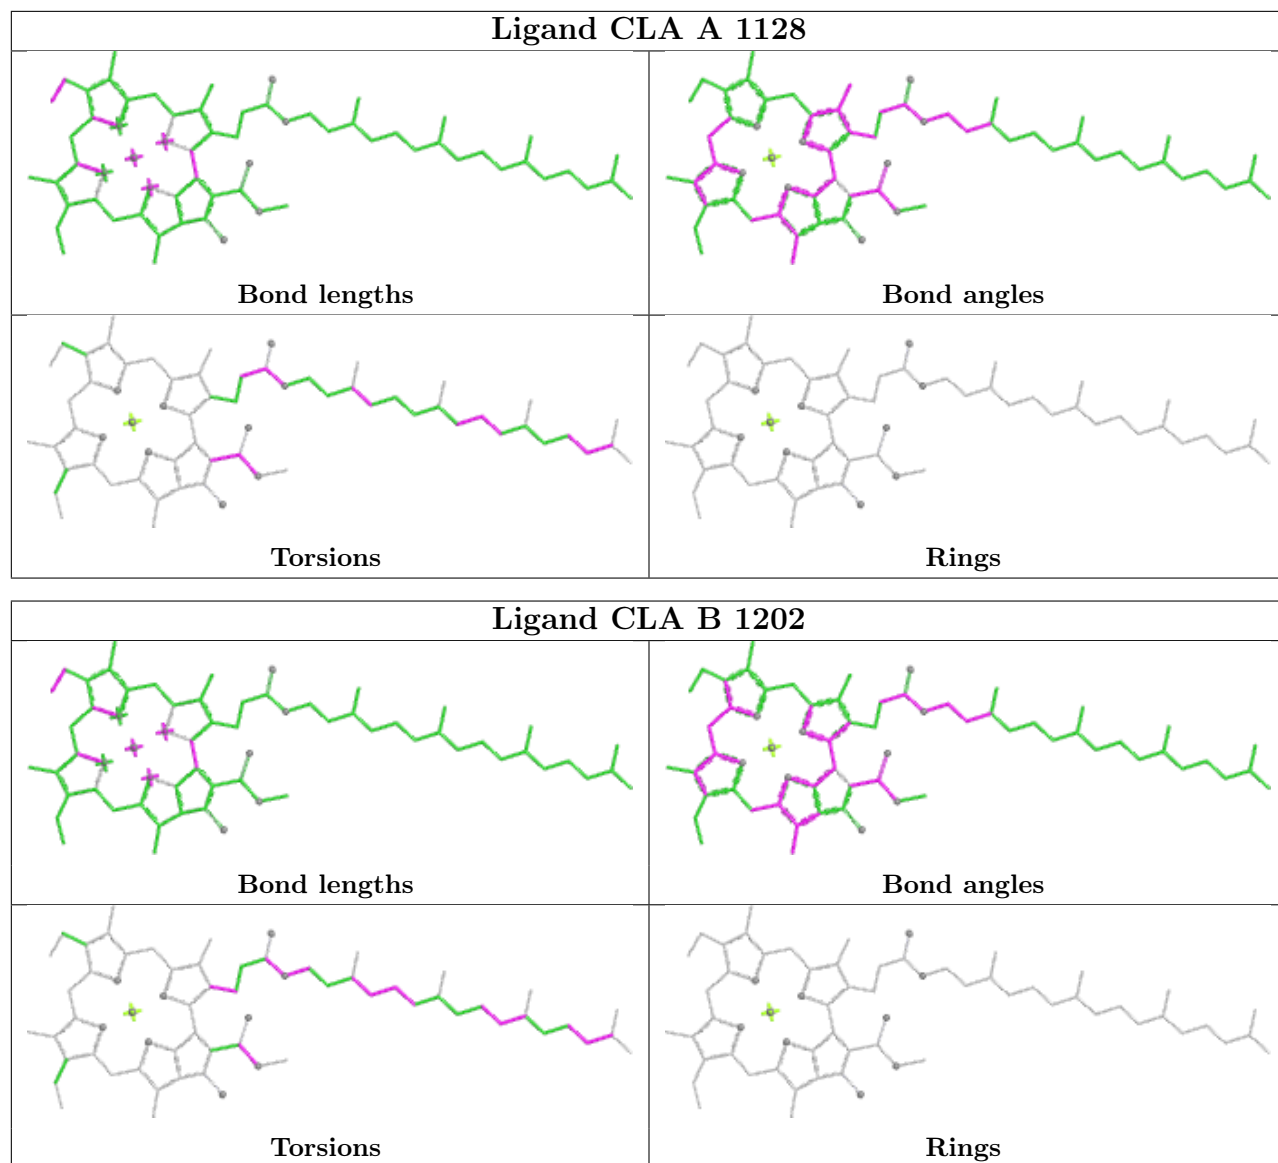 Ligand CLA A 1128
Bond lengths
Bond angles
Torsions
Rings
Ligand CLA B 1202
Bond lengths
Bond angles
Torsions
Rings